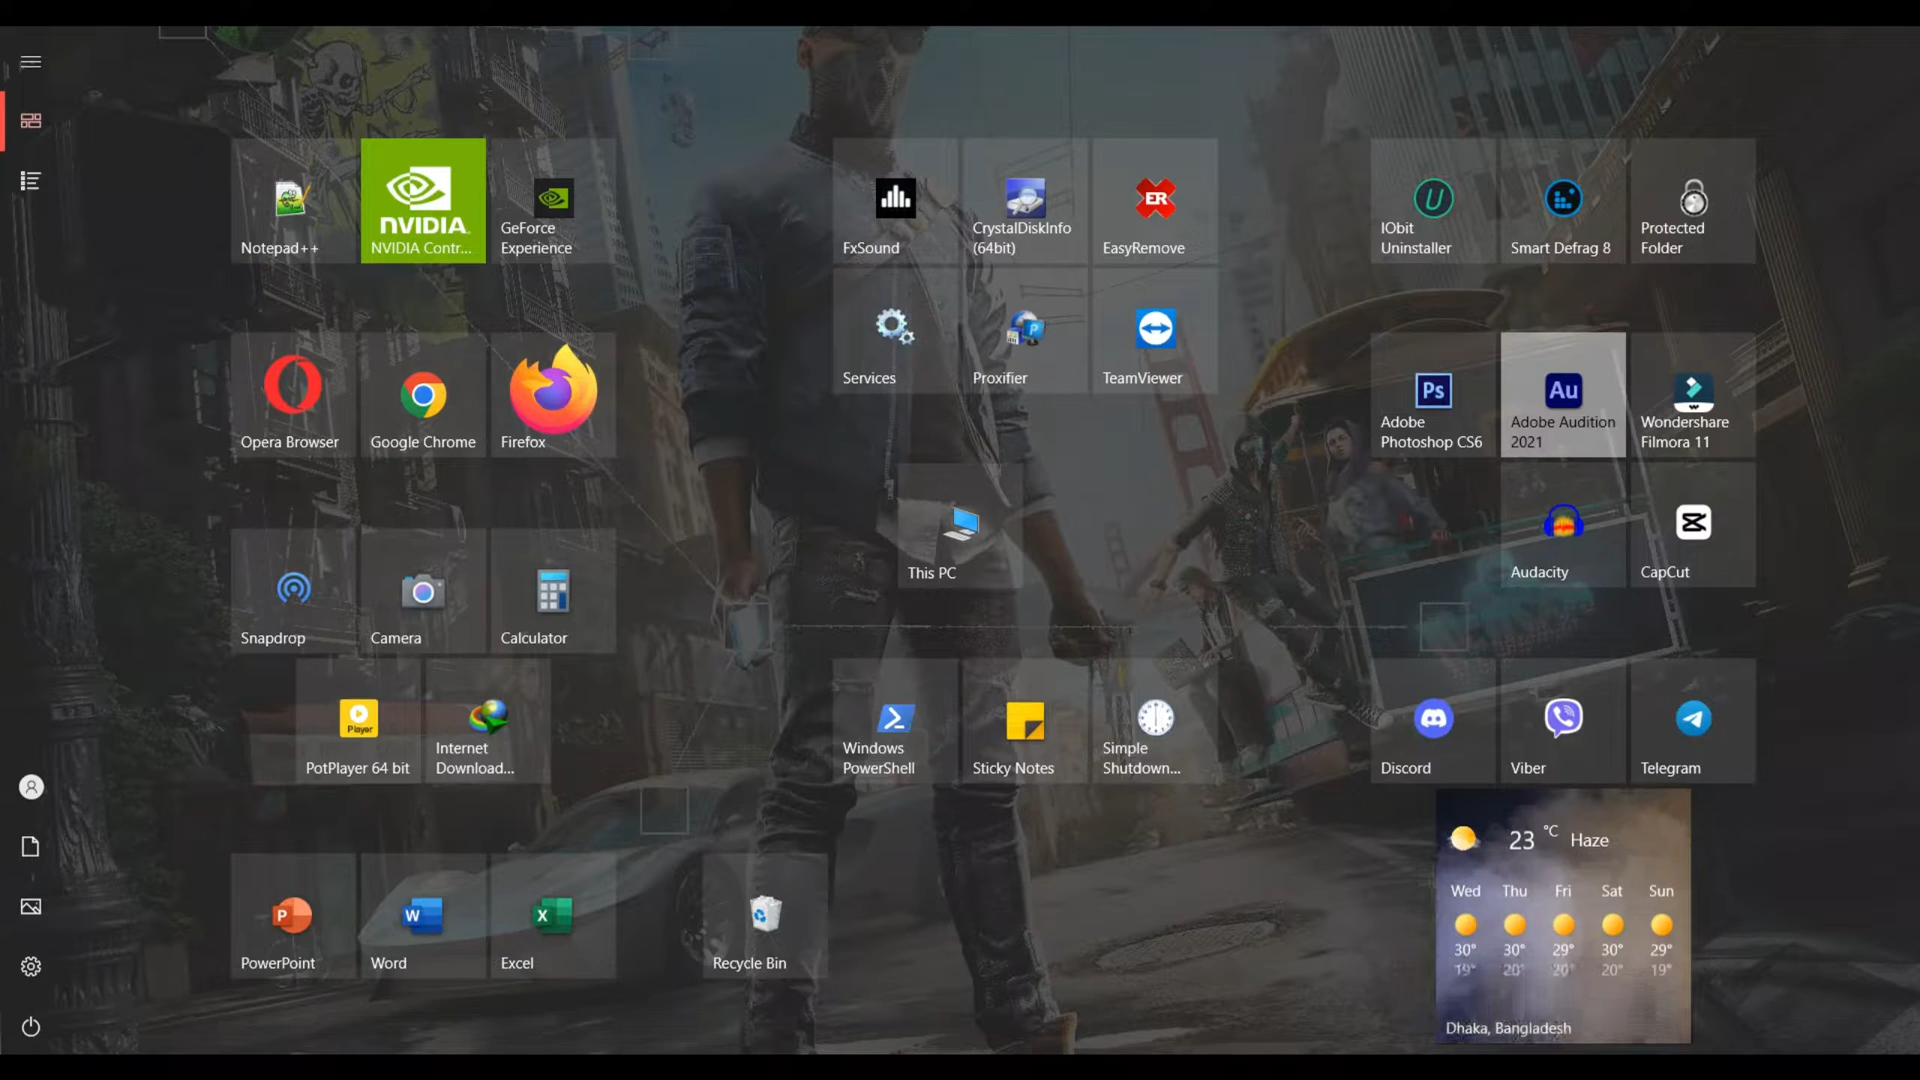 NVIDIA
Notepad++
NVIDIA Contr...
GeForce
Experience
FxSound
CrystalDiskInfo
(64bit)
ER
EasyRemove
U
IObit
Uninstaller
Smart Defrag 8
Protected
Folder
Services
P
Proxifier
TeamViewer
Opera Browser
Google Chrome
Firefox
Ps
Adobe
Photoshop CS6
Au
Adobe Audition
2021
Wondershare
Filmora 11
This PC
Audacity
CapCut
Snapdrop
Camera
Calculator
Player
PotPlayer 64 bit
Internet
Download...
Windows
PowerShell
Sticky Notes
Simple
Shutdown...
Discord
Viber
Telegram
23 °C Haze
Wed Thu Fri Sat Sun
30° 30° 29° 30° 29°
19° 20° 20° 20° 19°
Dhaka, Bangladesh
P
PowerPoint
W
Word
X
Excel
Recycle Bin